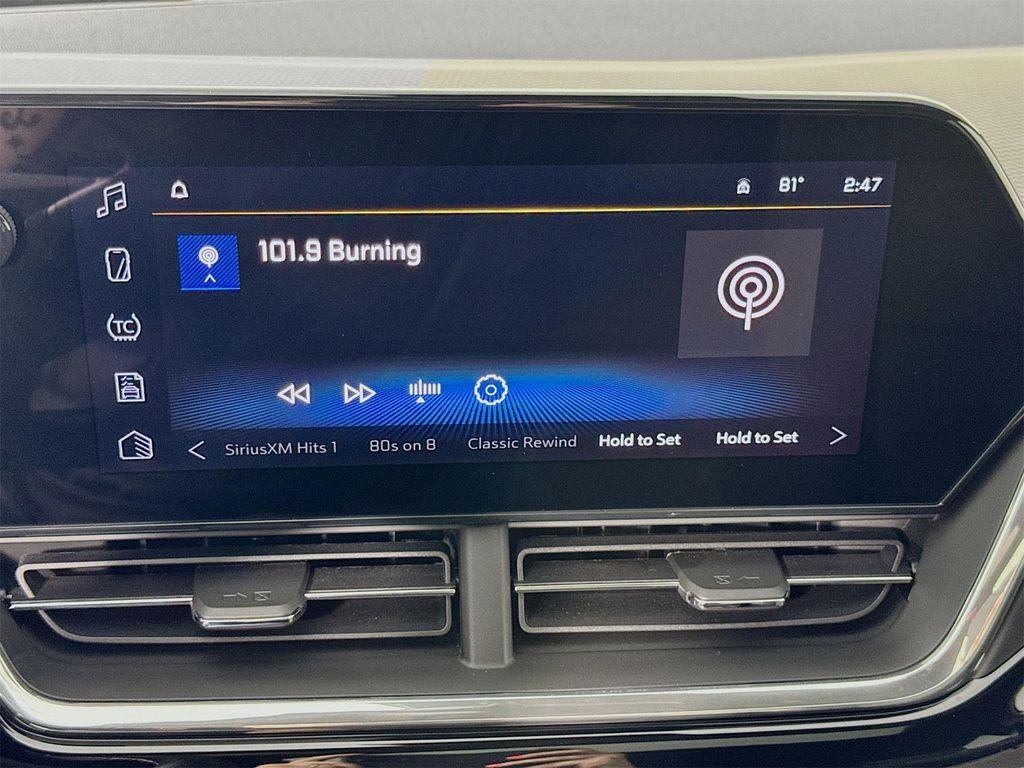 81° 2:47
101.9 Burning
TC
SiriusXM Hits 1 80s on 8 Classic Rewind Hold to Set Hold to Set